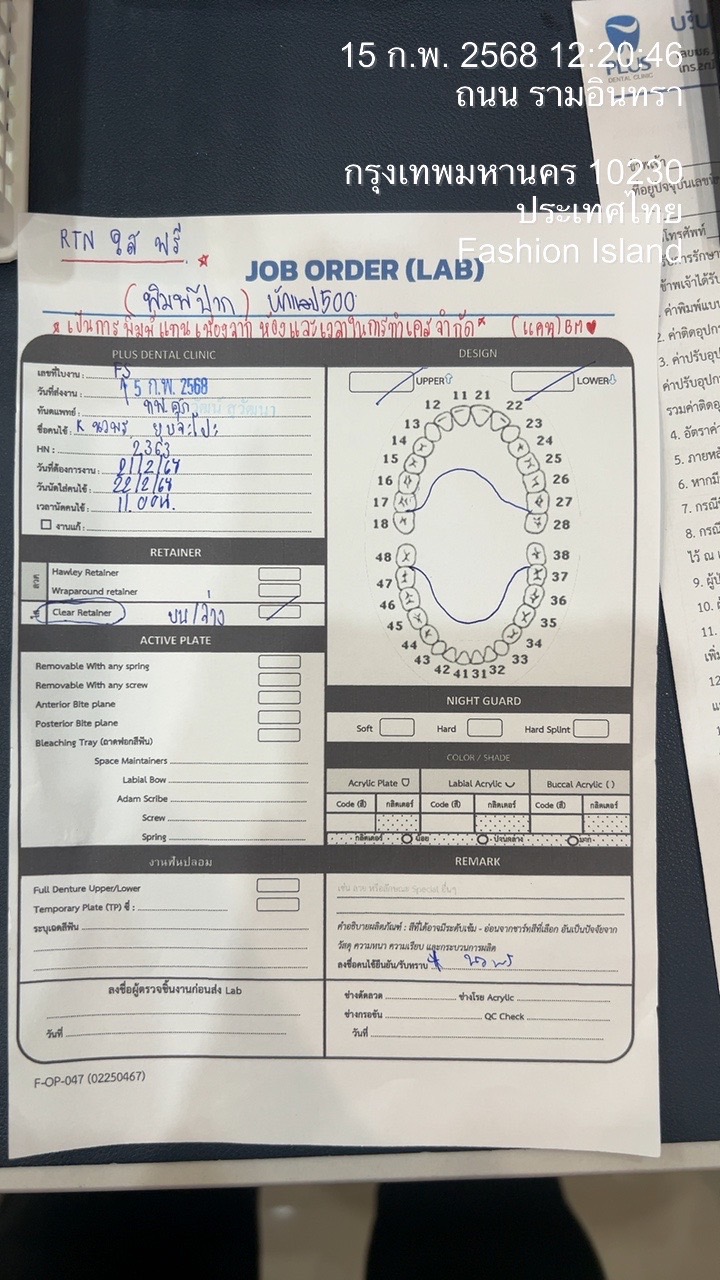 15 ก.พ. 2568 12:20:46
ถนน รามอินทรา
กรุงเทพมหานคร 10230
ประเทศไทย
Fashion Island
PLUS
DENTAL CLINIC
RTN ใส ฟรี
JOB ORDER (LAB)
(พิมพ์ปาก) หักแลป500
* เป็นการพิมพ์แทนเนื่องจาก ห้องและเวลาในการทำเคสจำกัด* (แคท) BM♥
PLUS DENTAL CLINIC
เลขที่ใบงาน : FS
วันที่ส่งงาน : 15 ก.พ. 2568
ทันตแพทย์ : ทพ.ศุภ
ชื่อคนไข้ : K นวพร
HN : 2363
วันที่ต้องการงาน : 21/2/68
วันนัดใส่คนไข้ : 22/2/68
เวลานัดคนไข้ : 11.00น.
งานแก้ :
DESIGN
UPPER
LOWER
11 21
12 22
13 23
14 24
15 25
16 26
17 27
18 28
48 38
47 37
46 36
45 35
44 34
43 33
42 41 31 32
RETAINER
ลวด
Hawley Retainer
Wraparound retainer
ใส
Clear Retainer บน/ล่าง
ACTIVE PLATE
Removable With any spring
Removable With any screw
Anterior Bite plane
Posterior Bite plane
Bleaching Tray (ถาดฟอกสีฟัน)
Space Maintainers
Labial Bow
Adam Scribe
Screw
Spring
NIGHT GUARD
Soft Hard Hard Splint
COLOR / SHADE
Acrylic Plate Labial Acrylic Buccal Acrylic ( )
Code (สี) กลิตเตอร์ Code (สี) กลิตเตอร์ Code (สี) กลิตเตอร์
กลิตเตอร์ น้อย ปานกลาง มาก
งานฟันปลอม
Full Denture Upper/Lower
Temporary Plate (TP) ซี่ :
ระบุเฉดสีฟัน
REMARK
เช่น ลาย หรือลักษณะ Special อื่นๆ
คำอธิบายผลิตภัณฑ์ : สีที่ได้อาจมีระดับเข้ม - อ่อนจากชาร์ทสีที่เลือก อันเป็นปัจจัยจาก
วัสดุ ความหนา ความเรียบ และกระบวนการผลิต
ลงชื่อคนไข้ยืนยัน/รับทราบ นวพร
ลงชื่อผู้ตรวจชิ้นงานก่อนส่ง Lab
วันที่
ช่างดัดลวด ช่างโรย Acrylic
ช่างกรอขัน QC Check
วันที่
F-OP-047 (02250467)